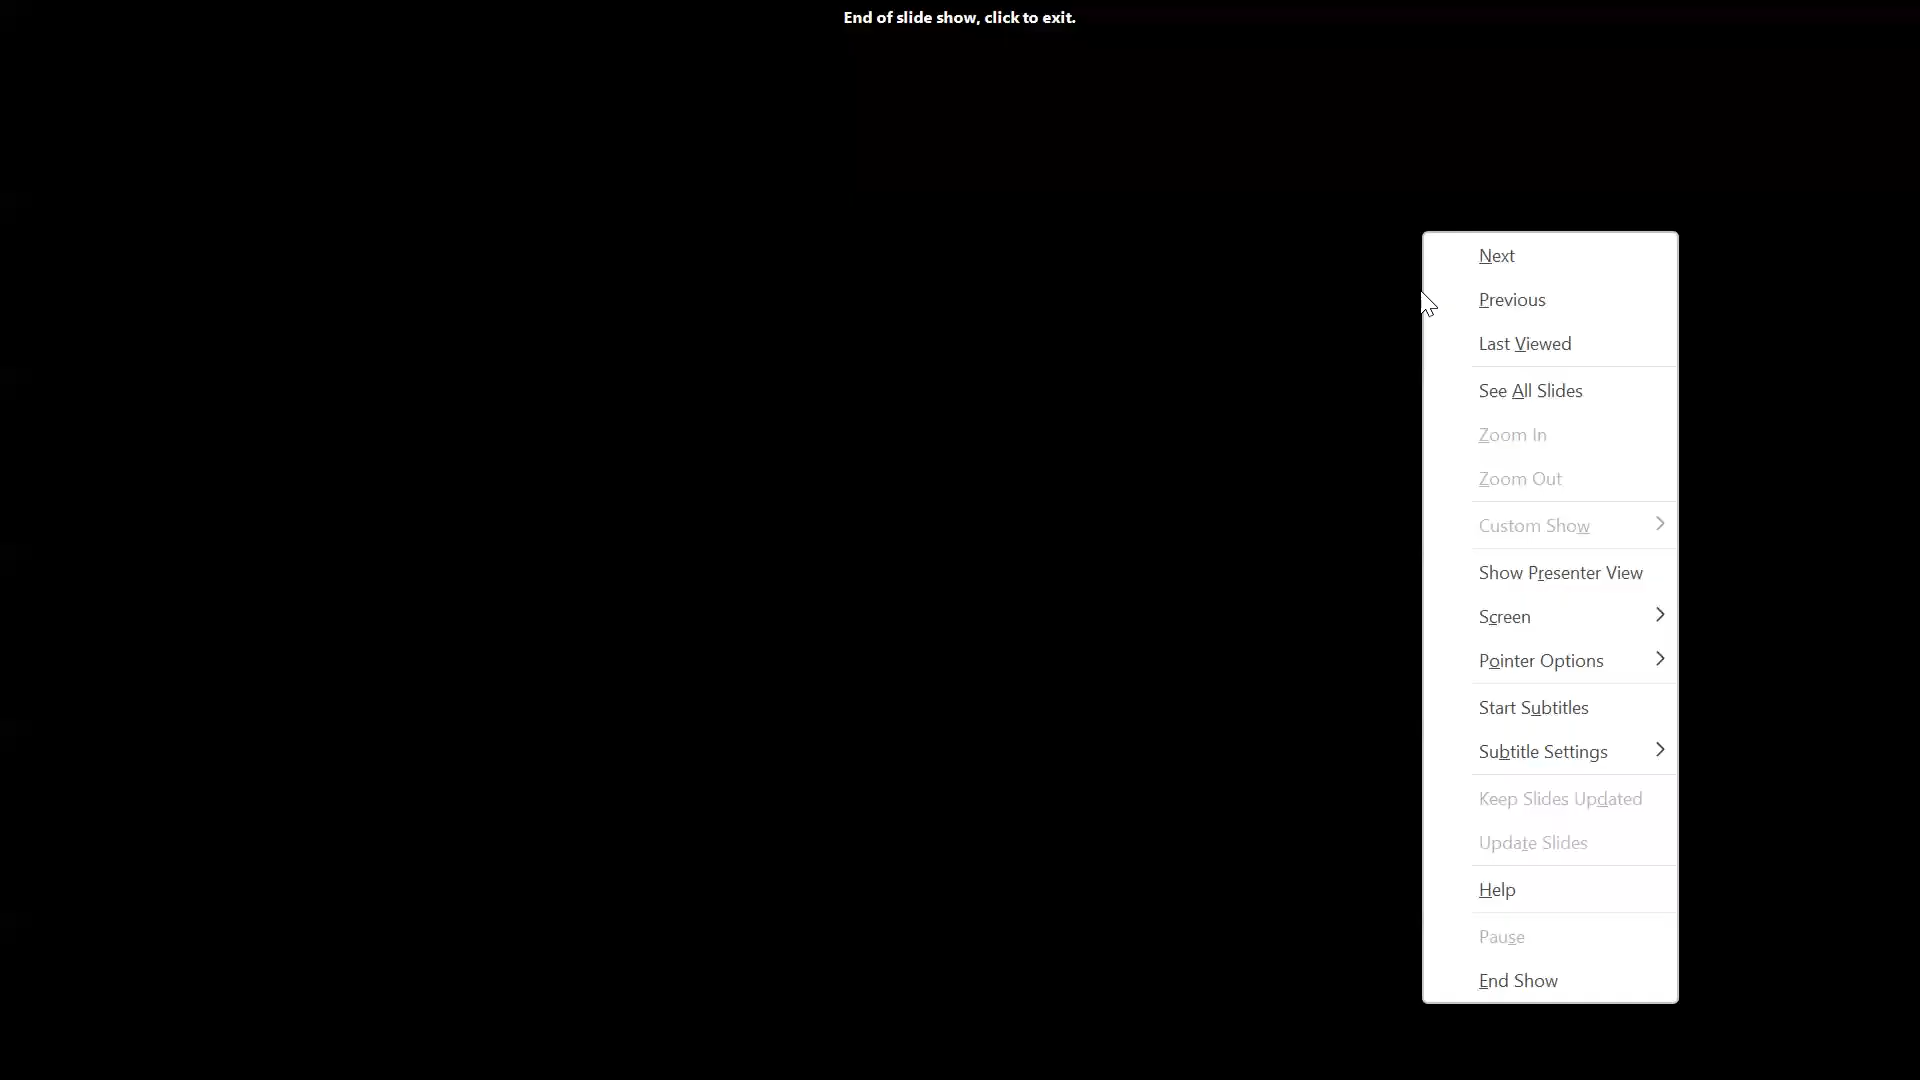 End of slide show, click to exit.
Next
Previous
Last Viewed
See All Slides
Zoom In
Zoom Out
Custom Show
Show Presenter View
Screen
Pointer Options
Start Subtitles
Subtitle Settings
Keep Slides Updated
Update Slides
Help
Pause
End Show